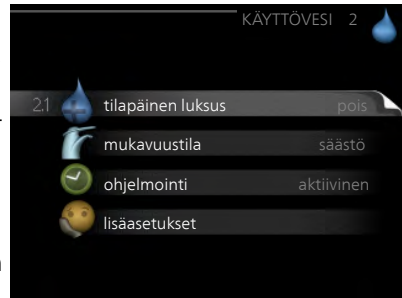 KÄYTTÖVESI 2
2.1 tilapäinen luksus pois
mukavuustila säästö
ohjelmointi aktiivinen
lisäasetukset